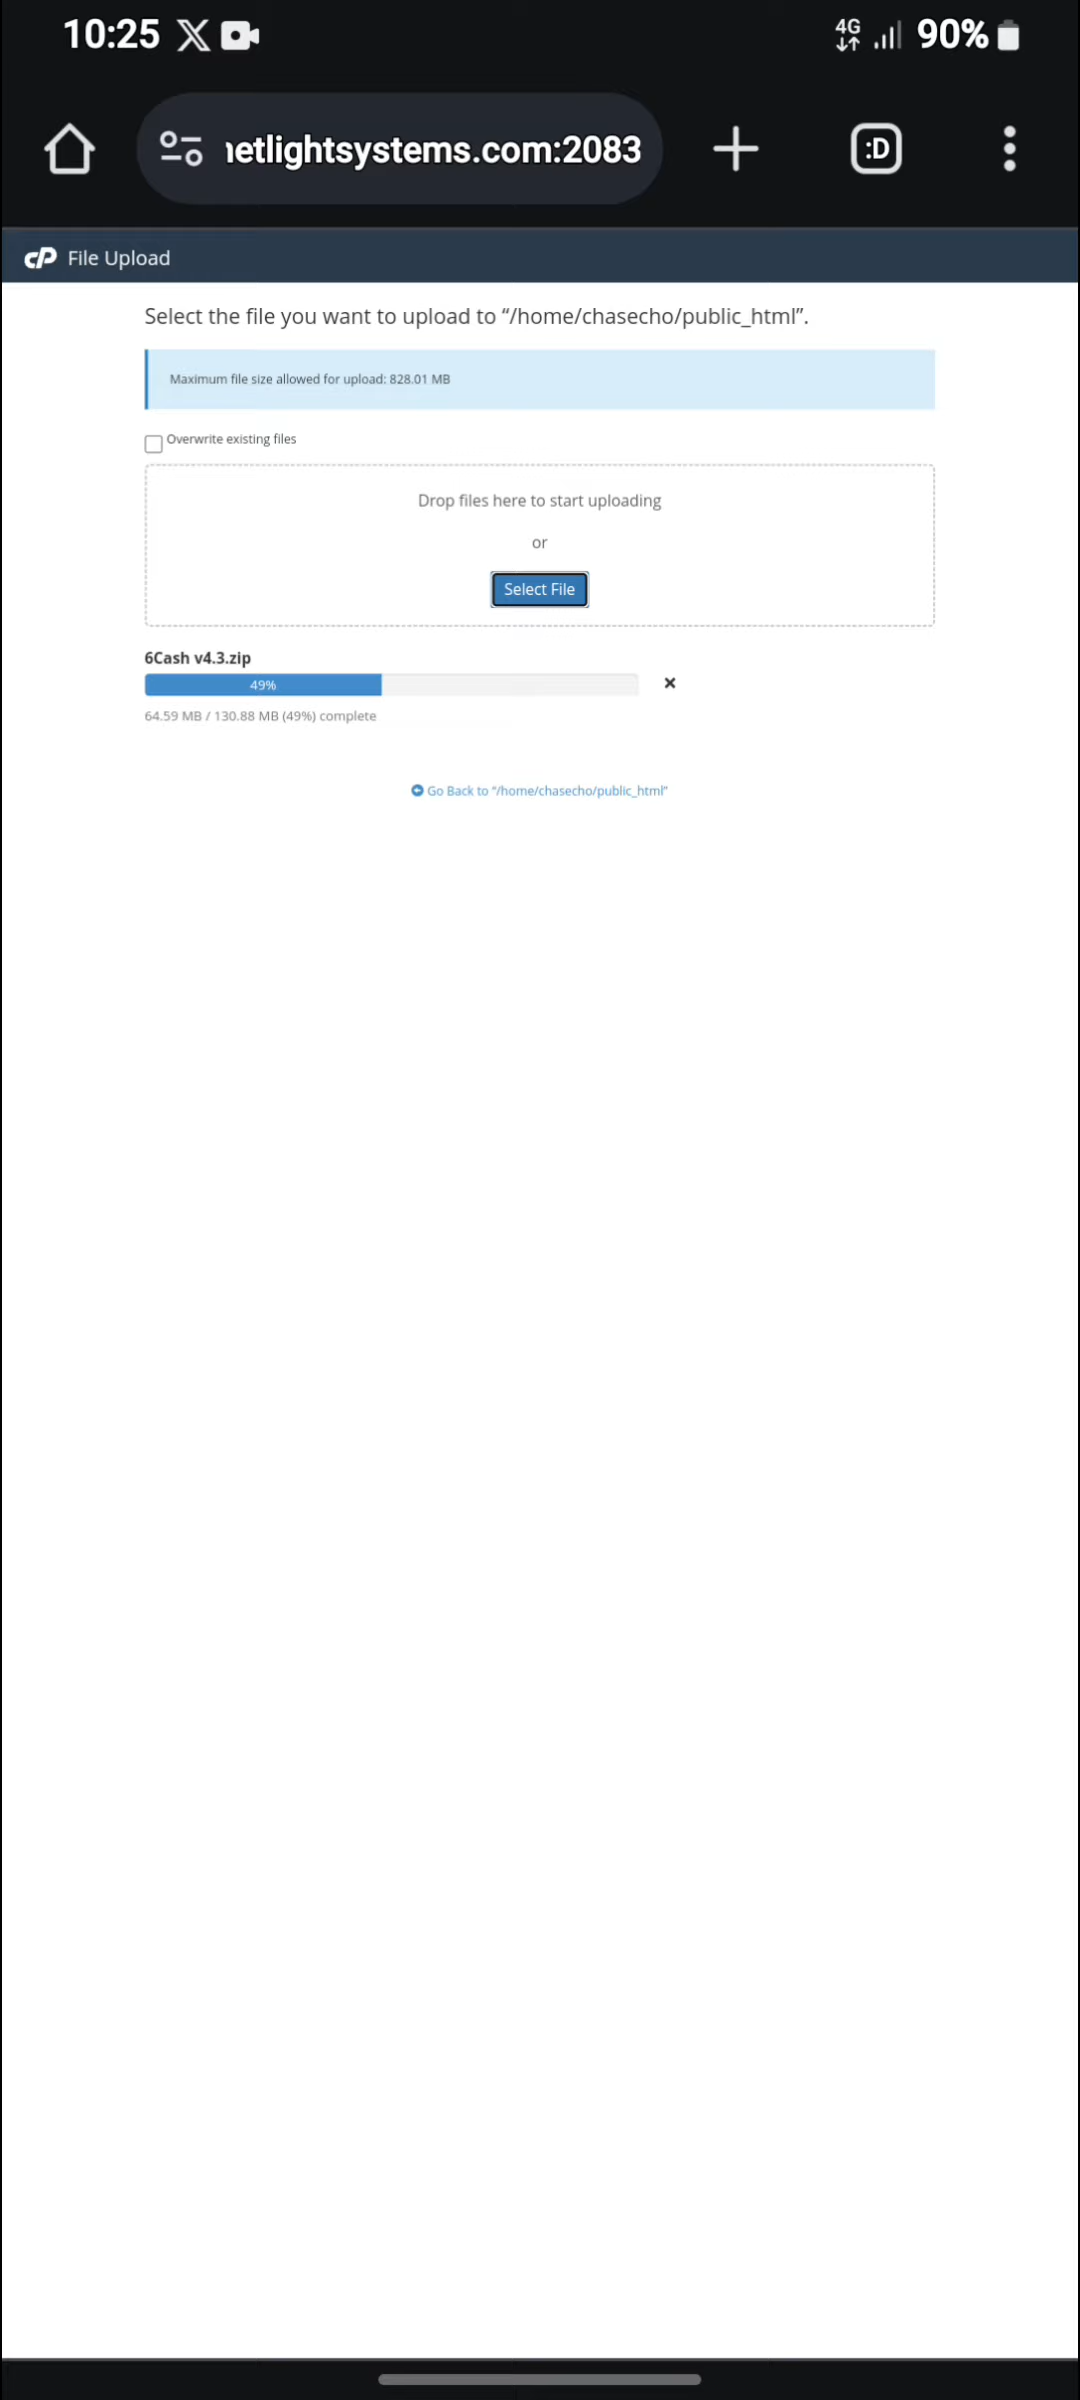 10:25
4G
90%
netlightsystems.com:2083
:D
cP File Upload
Select the file you want to upload to “/home/chasecho/public_html”.
Maximum file size allowed for upload: 828.01 MB
Overwrite existing files
Drop files here to start uploading
or
Select File
6Cash v4.3.zip
49%
64.59 MB / 130.88 MB (49%) complete
Go Back to “/home/chasecho/public_html”